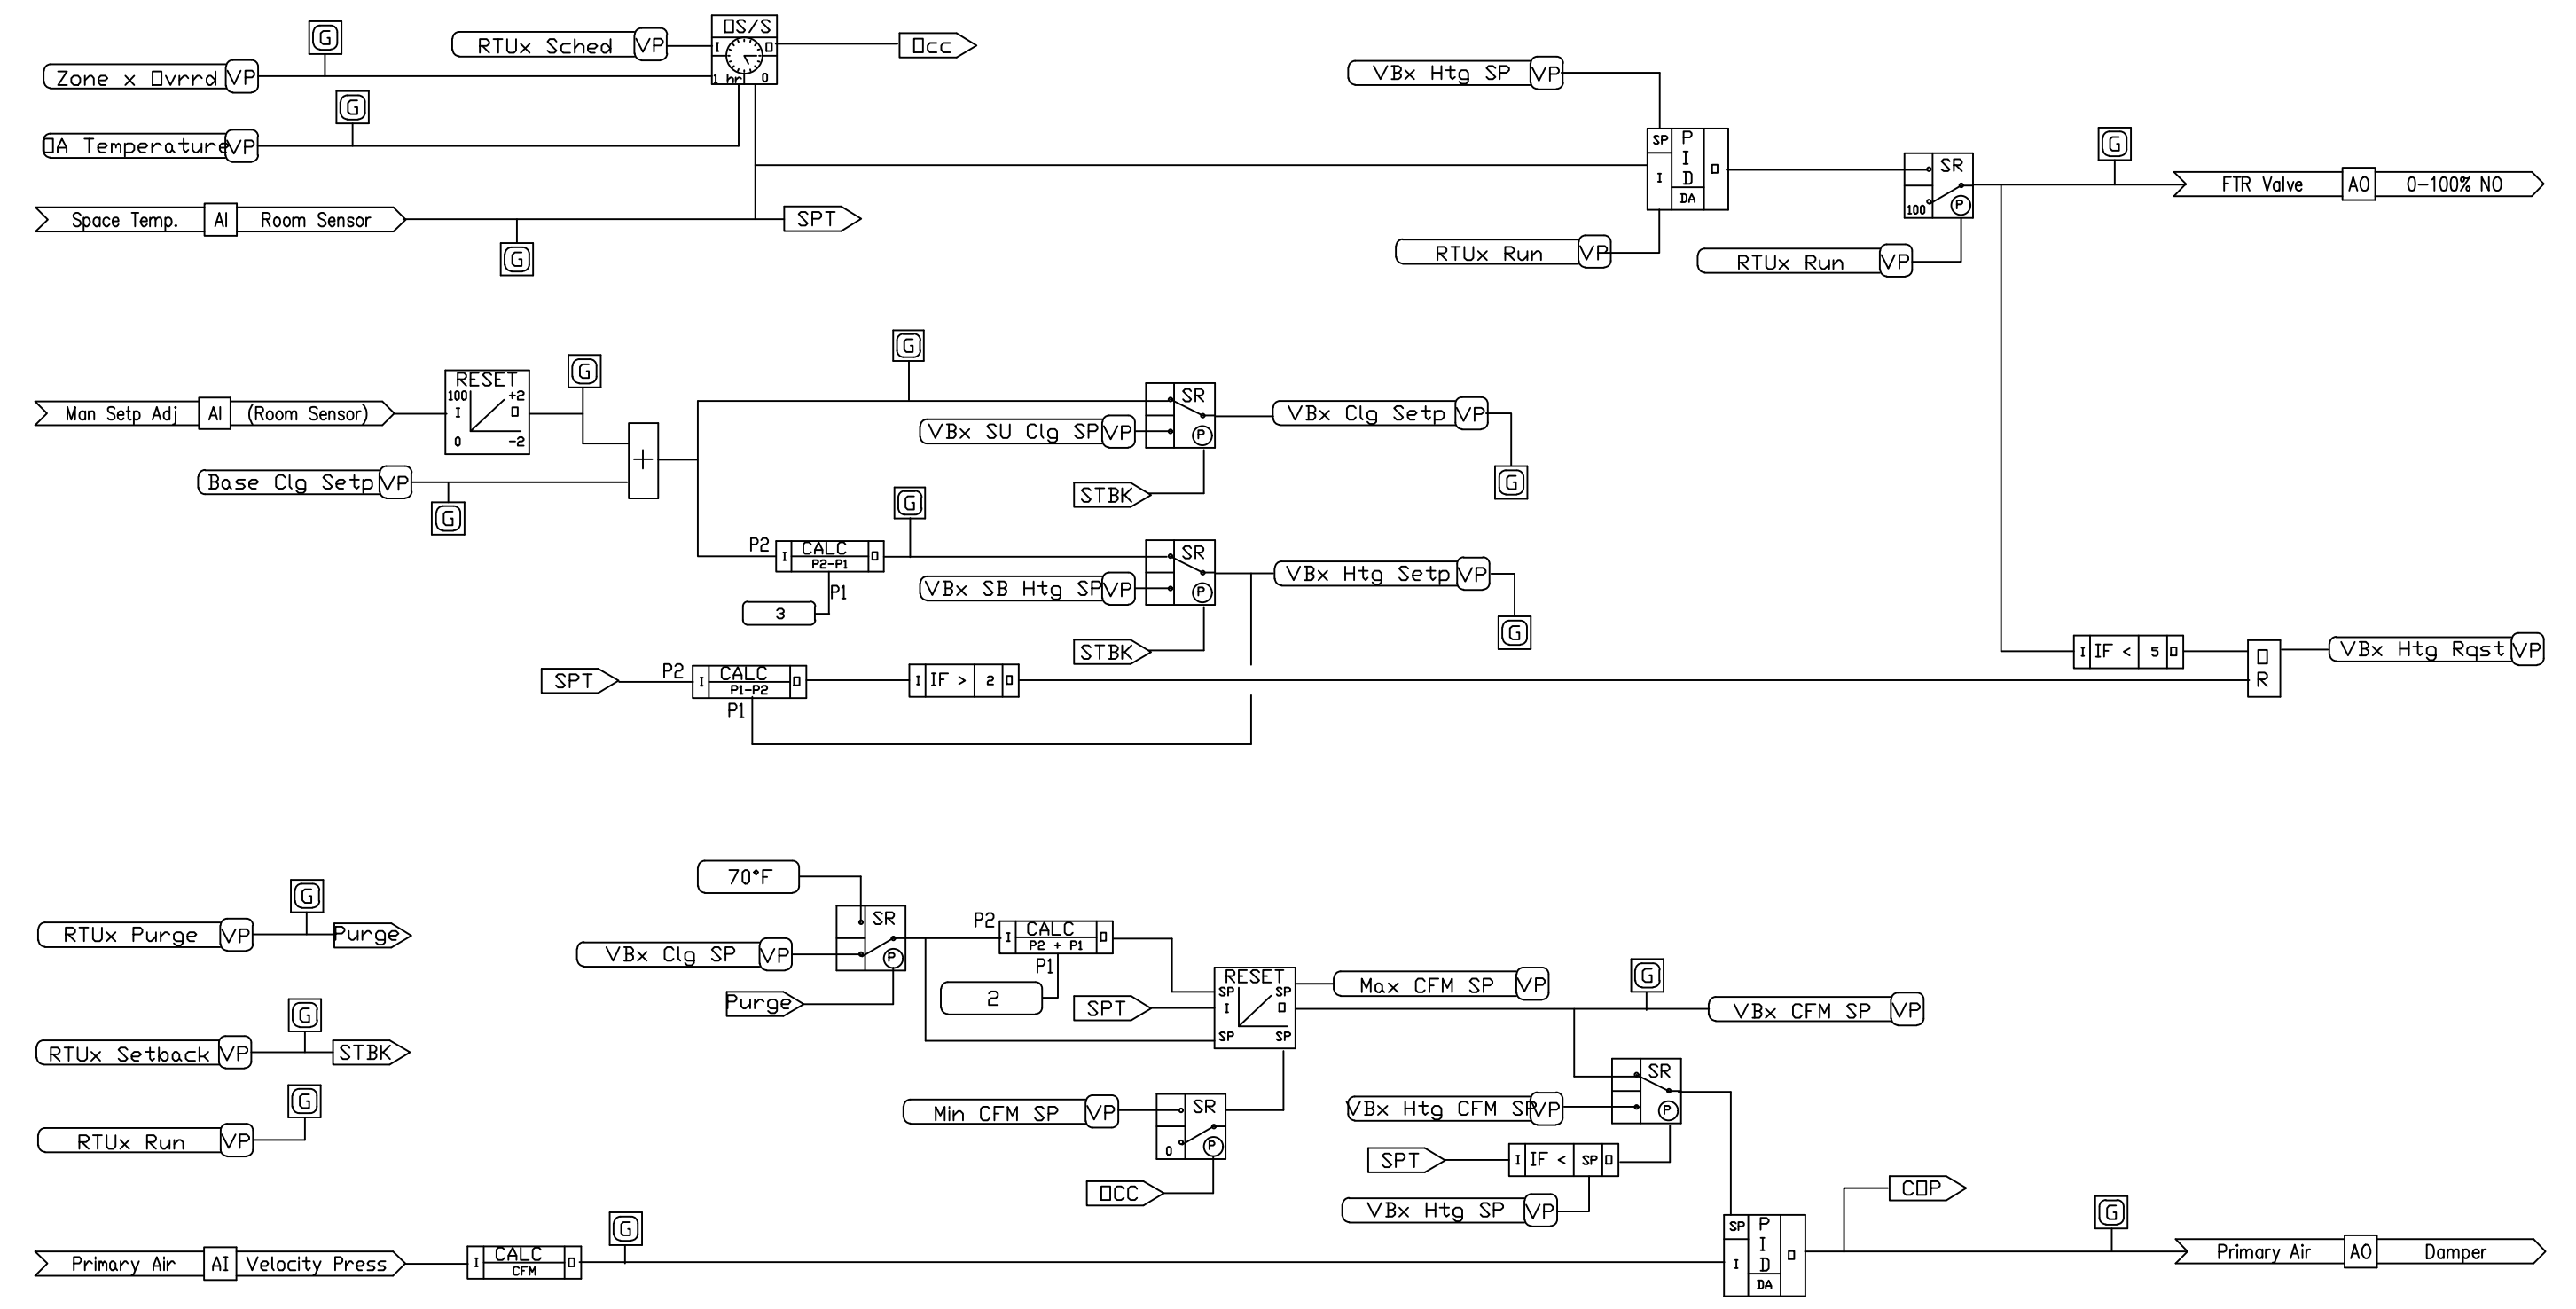 G
RTUx Sched VP
OS/S
I O
1 hr 0
Occ
Zone x Ovrrd VP
G
OA Temperature VP
Space Temp. AI Room Sensor
G
SPT
VBx Htg SP VP
SP P
I I O
D
DA
RTUx Run VP
SR
100 P
RTUx Run VP
G
FTR Valve AO 0-100% NO
Man Setp Adj AI (Room Sensor)
RESET
100 +2
I O
0 -2
G
Base Clg Setp VP
G
+
G
SR
P
VBx SU Clg SP VP
STBK
VBx Clg Setp VP
G
P2 I CALC O
P2-P1
P1
3
G
SR
P
VBx SB Htg SP VP
STBK
VBx Htg Setp VP
G
SPT
P2 I CALC O
P1-P2
P1
I IF > 2 O
I IF < 5 O
O
R
VBx Htg Rqst VP
G
RTUx Purge VP Purge
G
RTUx Setback VP STBK
G
RTUx Run VP
70°F
SR
P
VBx Clg SP VP
Purge
P2 I CALC O
P2 + P1
P1
2
SPT
RESET
SP SP
I O
SP SP
Max CFM SP VP
G
VBx CFM SP VP
Min CFM SP VP
SR
0 P
OCC
SR
P
VBx Htg CFM SP VP
SPT
I IF < SP O
VBx Htg SP VP
Primary Air AI Velocity Press
I CALC O
CFM
G
SP P
I I O
D
DA
COP
G
Primary Air AO Damper